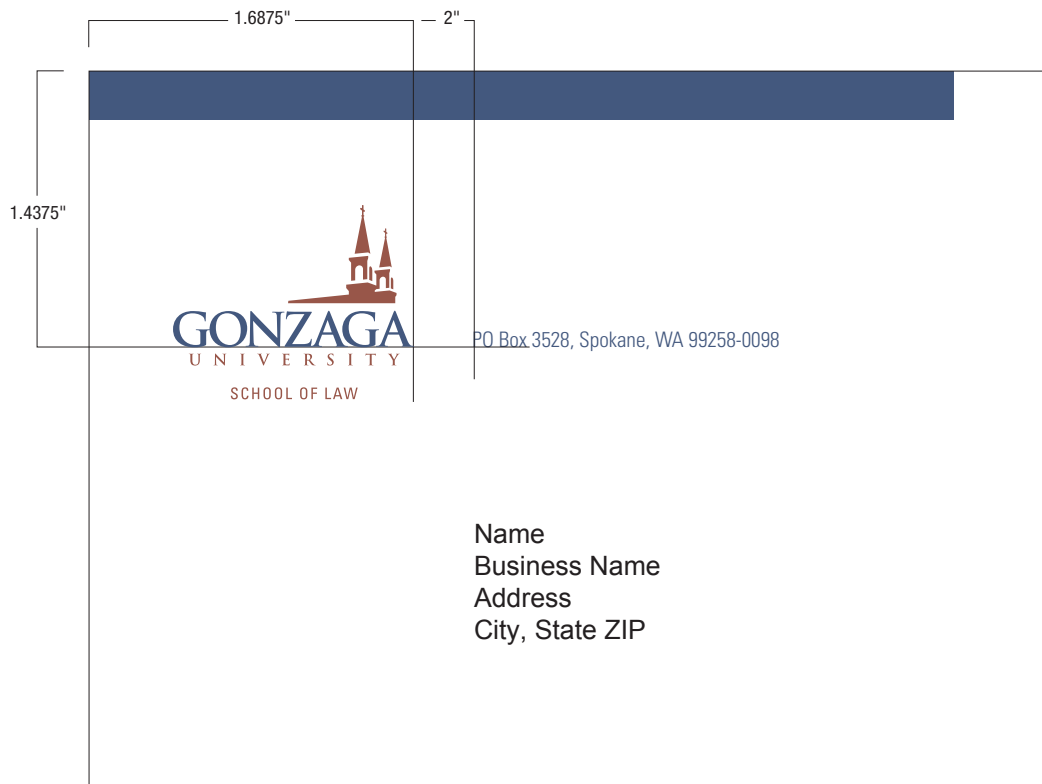 1.6875" 2"
1.4375"
GONZAGA
UNIVERSITY
SCHOOL OF LAW
PO Box 3528, Spokane, WA 99258-0098
Name
Business Name
Address
City, State ZIP